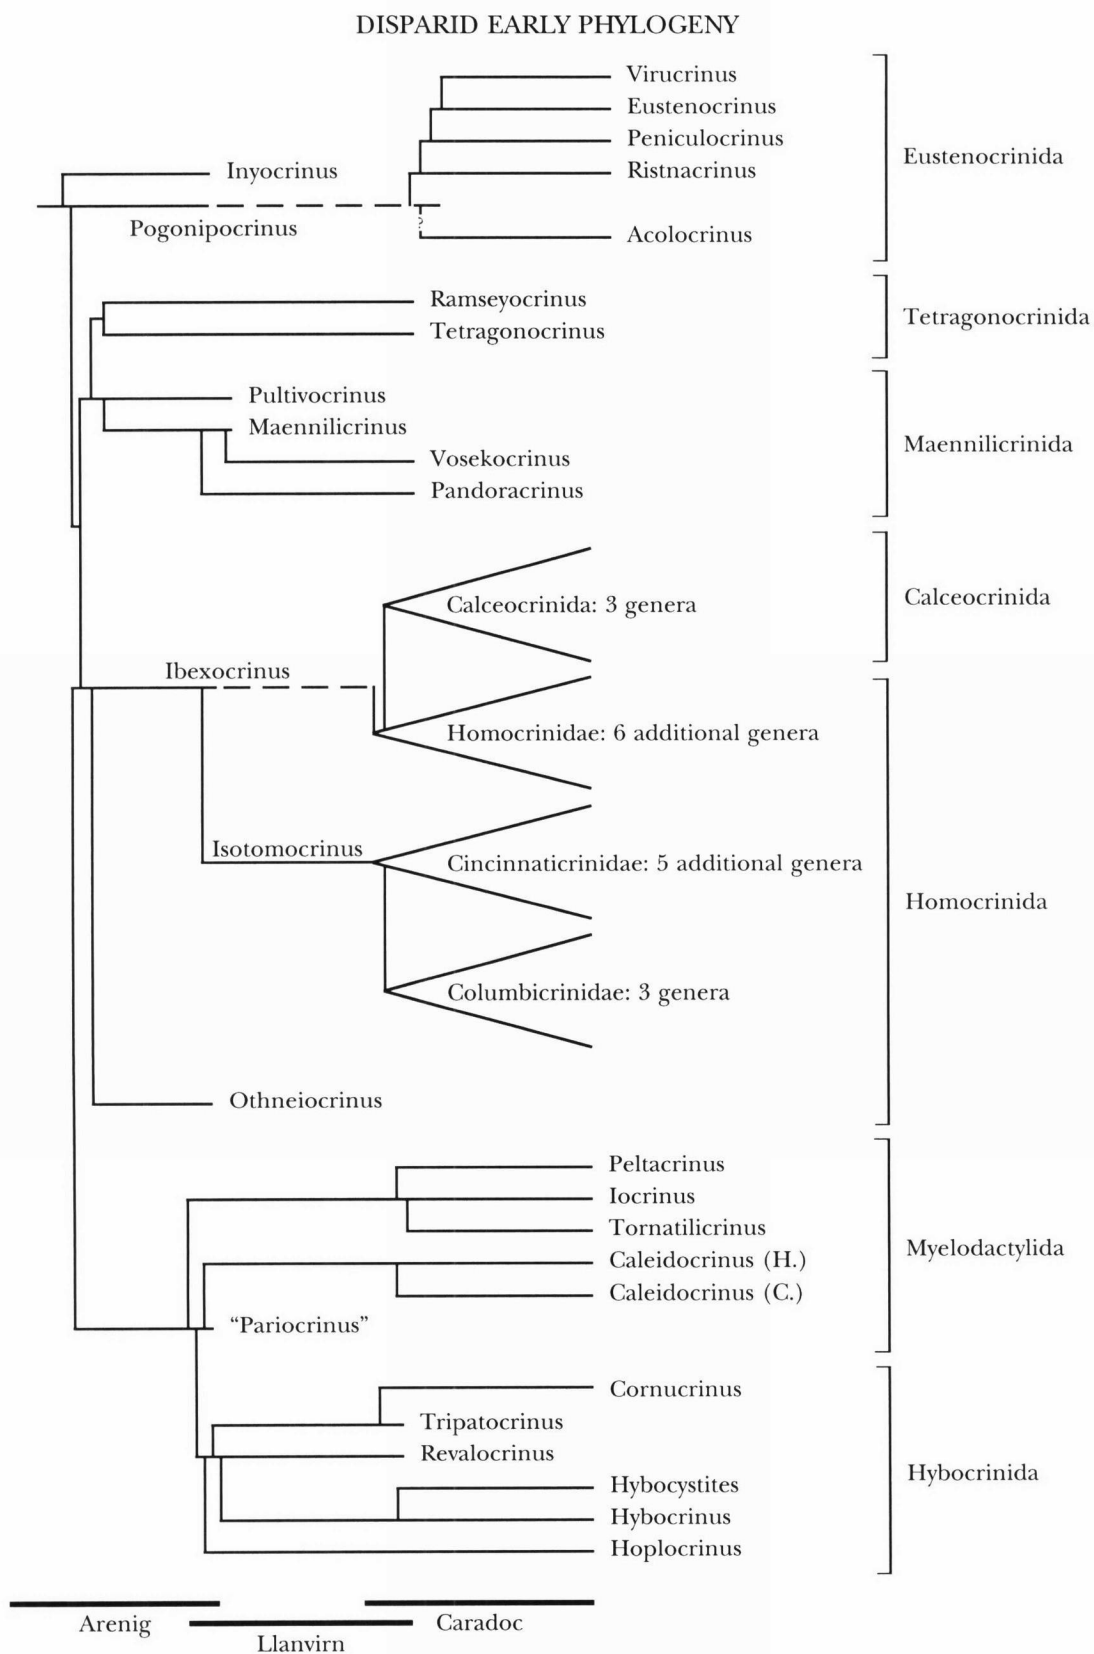 DISPARID EARLY PHYLOGENY
Virucrinus
Eustenocrinus
Peniculocrinus
Ristnacrinus
Inyocrinus
Pogonipocrinus
?
Acolocrinus
Eustenocrinida
Ramseyocrinus
Tetragonocrinus
Tetragonocrinida
Pultivocrinus
Maennilicrinus
Vosekocrinus
Pandoracrinus
Maennilicrinida
Calceocrinida: 3 genera
Calceocrinida
Ibexocrinus
Homocrinidae: 6 additional genera
Isotomocrinus
Cincinnaticrinidae: 5 additional genera
Columbicrinidae: 3 genera
Othneiocrinus
Homocrinida
Peltacrinus
Iocrinus
Tornatilicrinus
Caleidocrinus (H.)
Caleidocrinus (C.)
“Pariocrinus”
Myelodactylida
Cornucrinus
Tripatocrinus
Revalocrinus
Hybocystites
Hybocrinus
Hoplocrinus
Hybocrinida
Arenig
Llanvirn
Caradoc